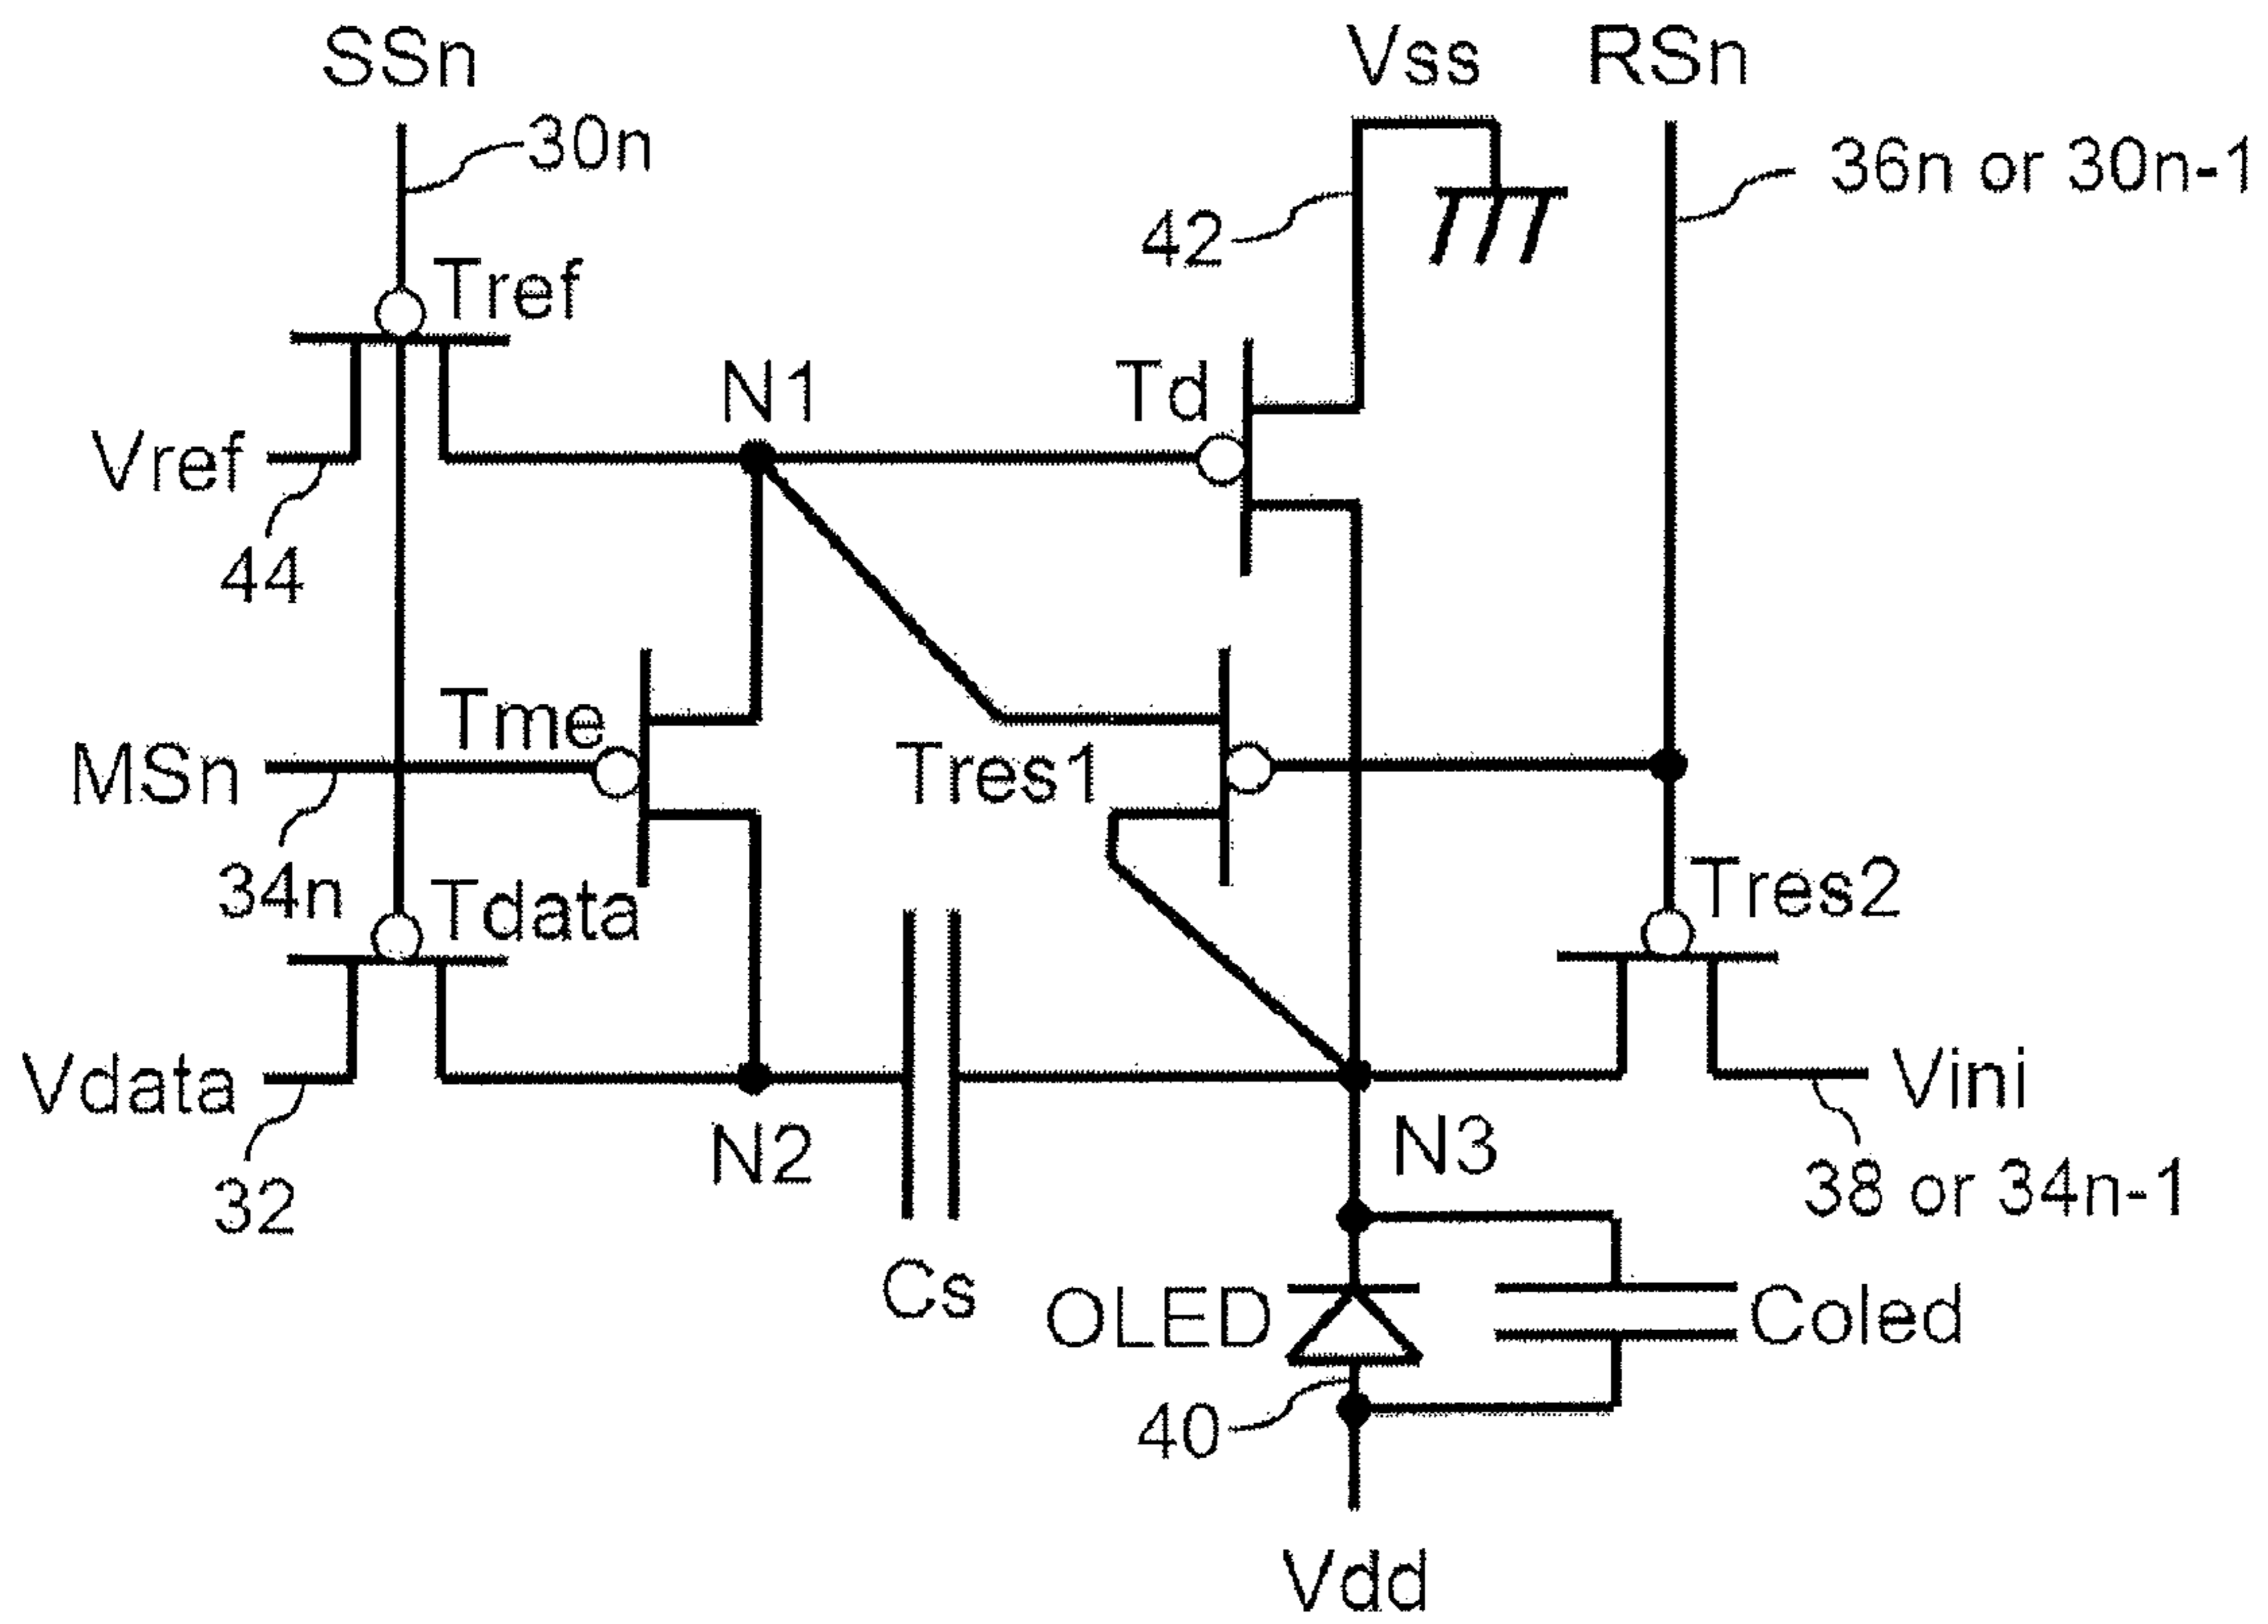 SSn
Vss
RSn
30n
36n or 30n-1
42
Tref
N1
Td
Vref
44
Tme
Tres1
MSn
34n
Tdata
Tres2
Vdata
N2
N3
Vini
32
38 or 34n-1
Cs
OLED
Coled
40
Vdd